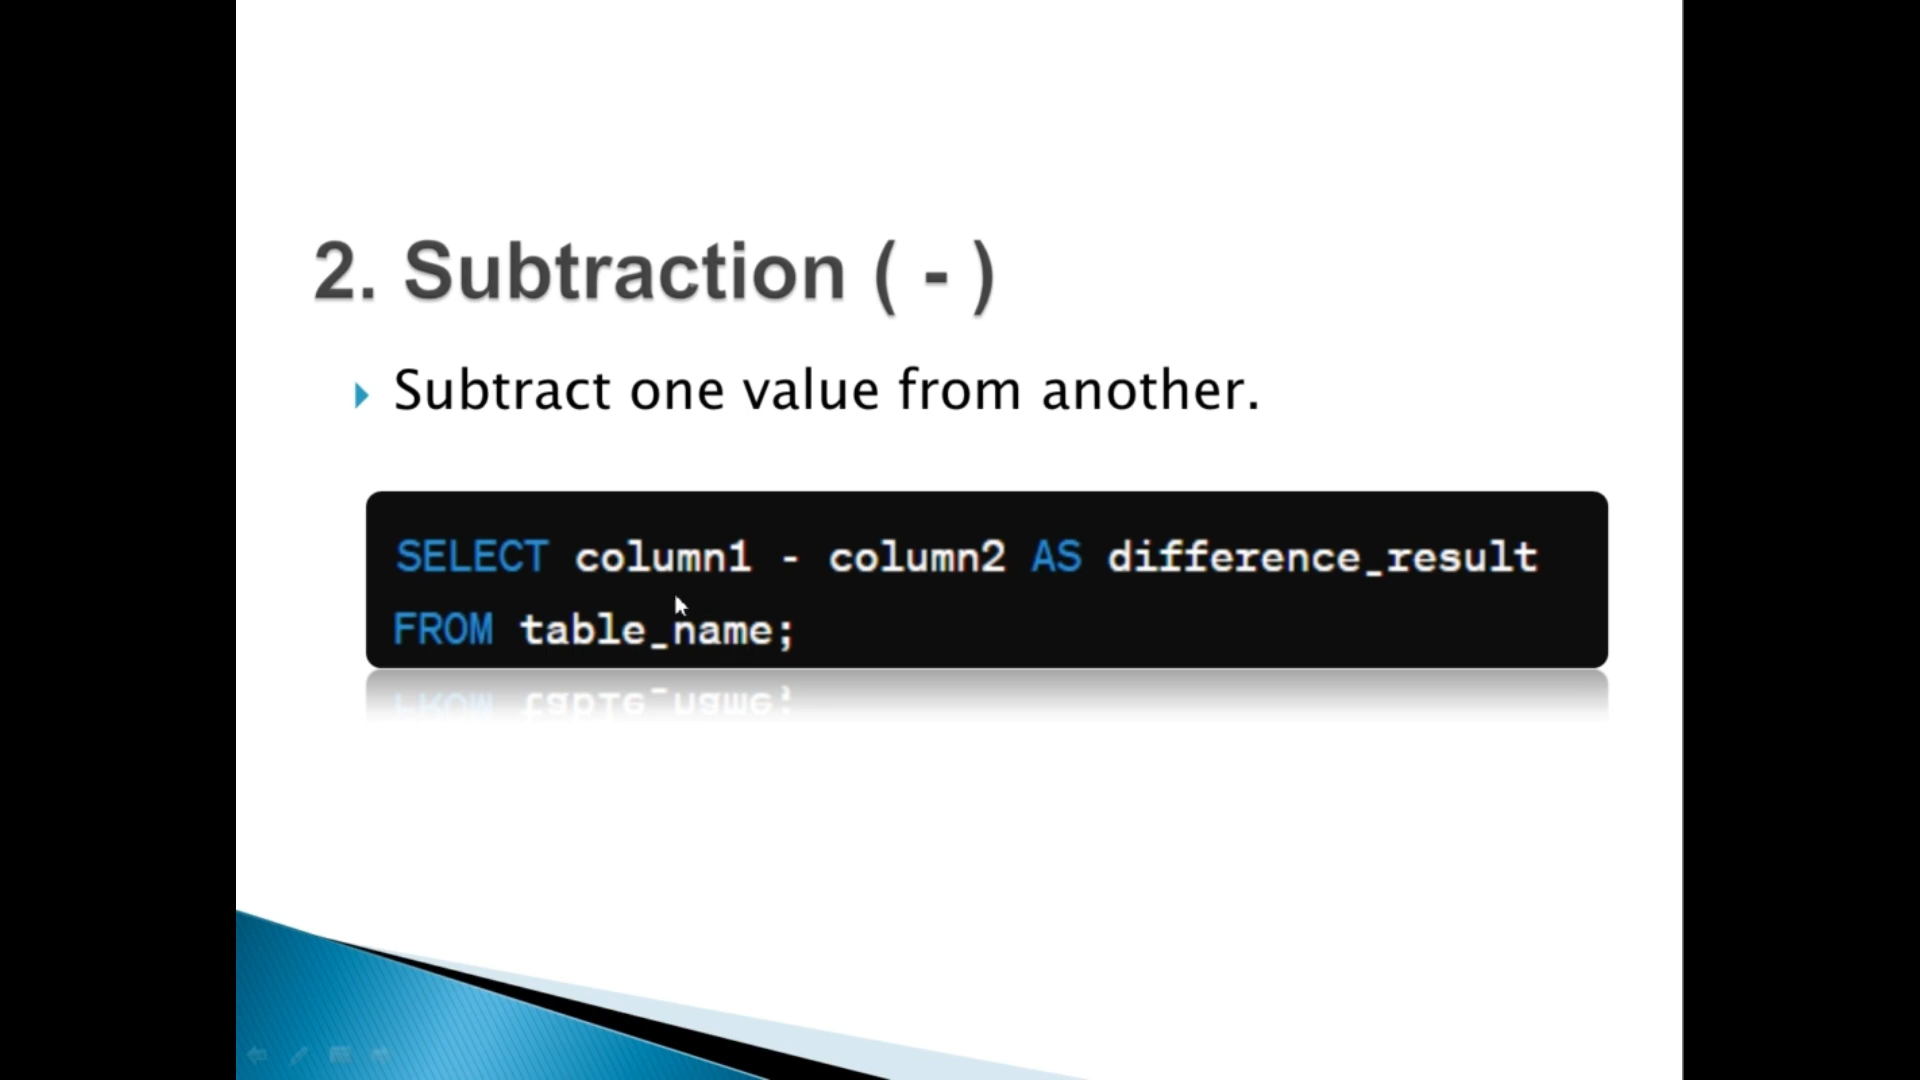 2. Subtraction ( - )
Subtract one value from another.
SELECT column1 - column2 AS difference_result
FROM table_name;